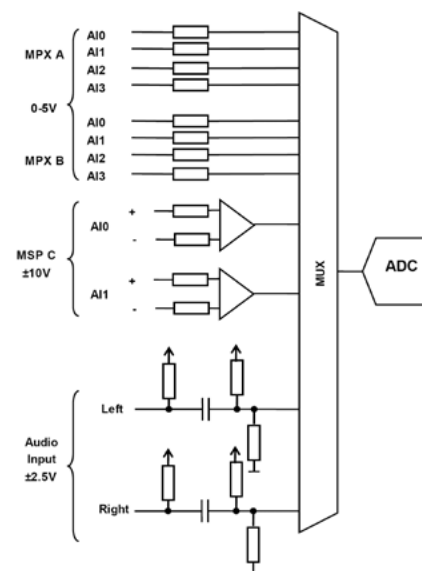 MPX A
AI0
AI1
AI2
AI3
0-5V
MPX B
AI0
AI1
AI2
AI3
MSP C
±10V
AI0
+
-
AI1
+
-
Audio
Input
±2.5V
Left
Right
MUX
ADC